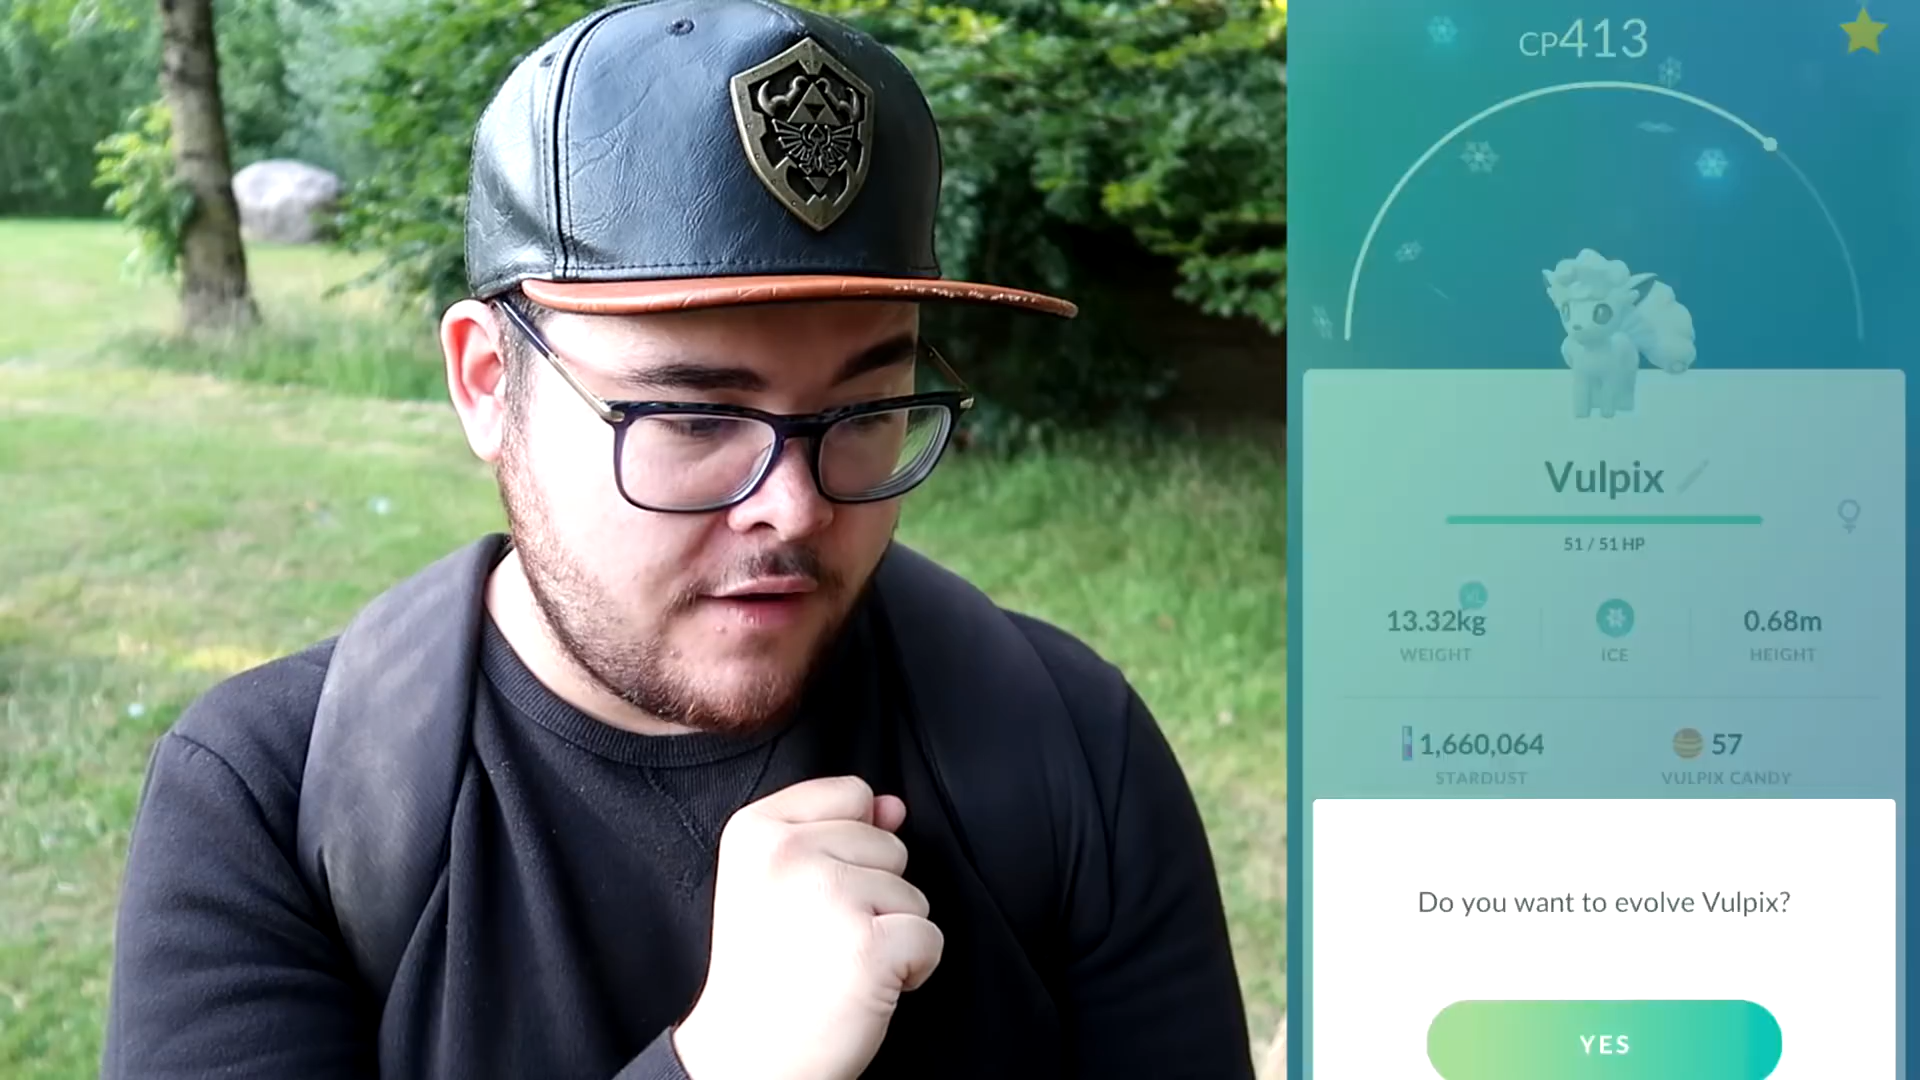 CP413
Vulpix
51 / 51 HP
XL
13.32kg
WEIGHT
ICE
0.68m
HEIGHT
1,660,064
STARDUST
57
VULPIX CANDY
Do you want to evolve Vulpix?
YES